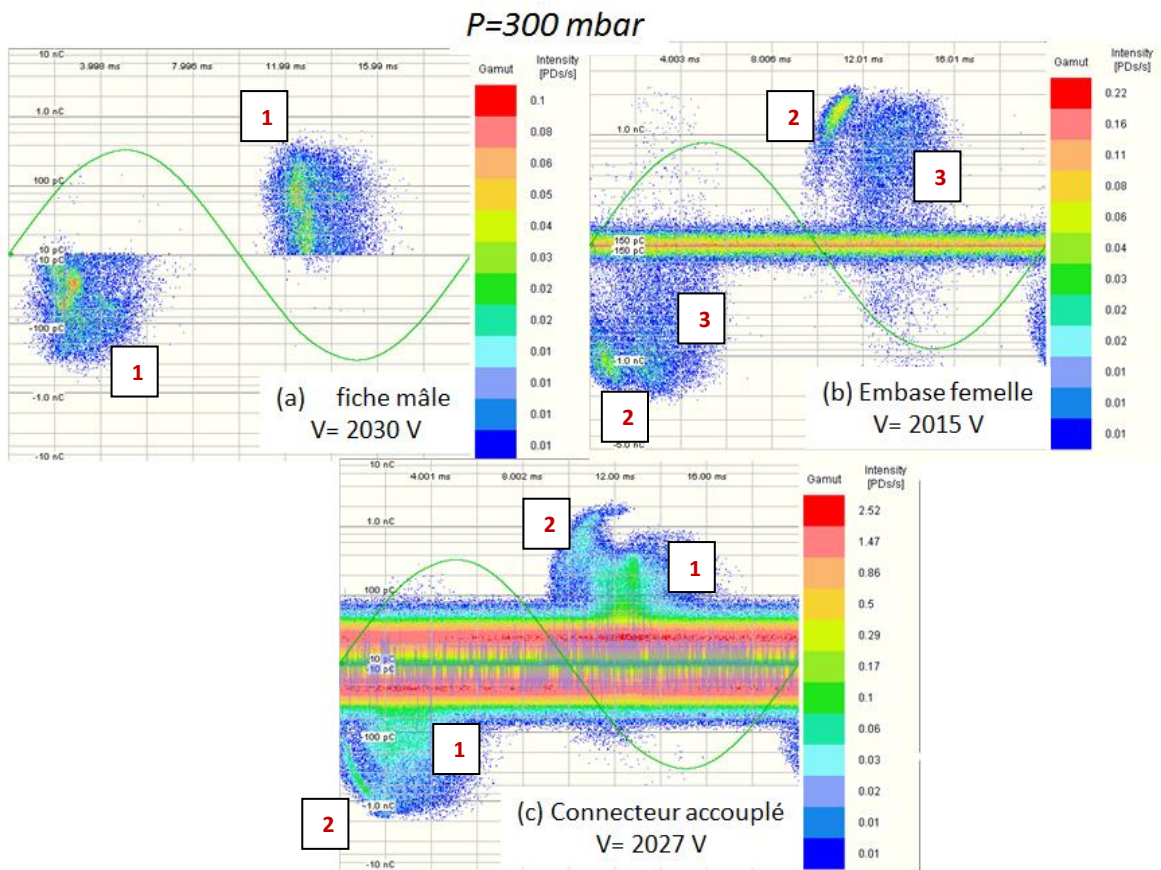 P=300 mbar
10 nC
3.998 ms 7.996 ms 11.99 ms 15.99 ms
1.0 nC
100 pC
10 pC
10 pC
-100 pC
-1.0 nC
-10 nC
1
1
(a) fiche mâle
V= 2030 V
Gamut
Intensity
[PDs/s]
0.1
0.08
0.06
0.05
0.04
0.03
0.02
0.02
0.01
0.01
0.01
0.01
4.003 ms 8.006 ms 12.01 ms 16.01 ms
1.0 nC
150 pC
150 pC
-1.0 nC
-5.0 nC
2
3
3
2
(b) Embase femelle
V= 2015 V
Gamut
Intensity
[PDs/s]
0.22
0.16
0.11
0.08
0.06
0.04
0.03
0.02
0.02
0.01
0.01
0.01
10 nC
4.001 ms 8.002 ms 12.00 ms 16.00 ms
1.0 nC
100 pC
10 pC
-10 pC
100 pC
-1.0 nC
-10 nC
2
1
1
2
(c) Connecteur accouplé
V= 2027 V
Gamut
Intensity
[PDs/s]
2.52
1.47
0.86
0.5
0.29
0.17
0.1
0.06
0.03
0.02
0.01
0.01